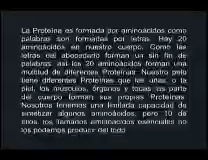 La Proteína es formada por aminoácidos como
palabras son formadas por letras. Hay 20
aminoácidos en nuestro cuerpo. Como las
letras del abecedario forman un sin fin de
palabras así los 20 aminoácidos forman una
multitud de diferentes Proteínas. Nuestro pelo
tiene diferentes Proteínas que las uñas, o la
piel, los músculos, órganos y todas las parte
del cuerpo forman sus propias Proteínas.
Nosotros tenemos una limitada capacidad de
sinetizar algunos aminoácidos, pero 10 de
ellos, los llamados aminoácidos esenciales no
los podemos producir del todo